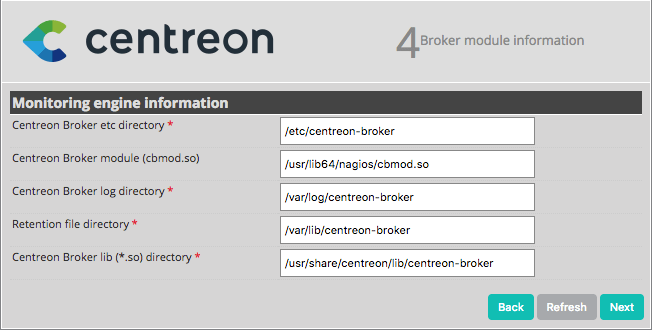 centreon
4 Broker module information
Monitoring engine information
Centreon Broker etc directory * /etc/centreon-broker
Centreon Broker module (cbmod.so) /usr/lib64/nagios/cbmod.so
Centreon Broker log directory * /var/log/centreon-broker
Retention file directory * /var/lib/centreon-broker
Centreon Broker lib (*.so) directory * /usr/share/centreon/lib/centreon-broker
Back Refresh Next